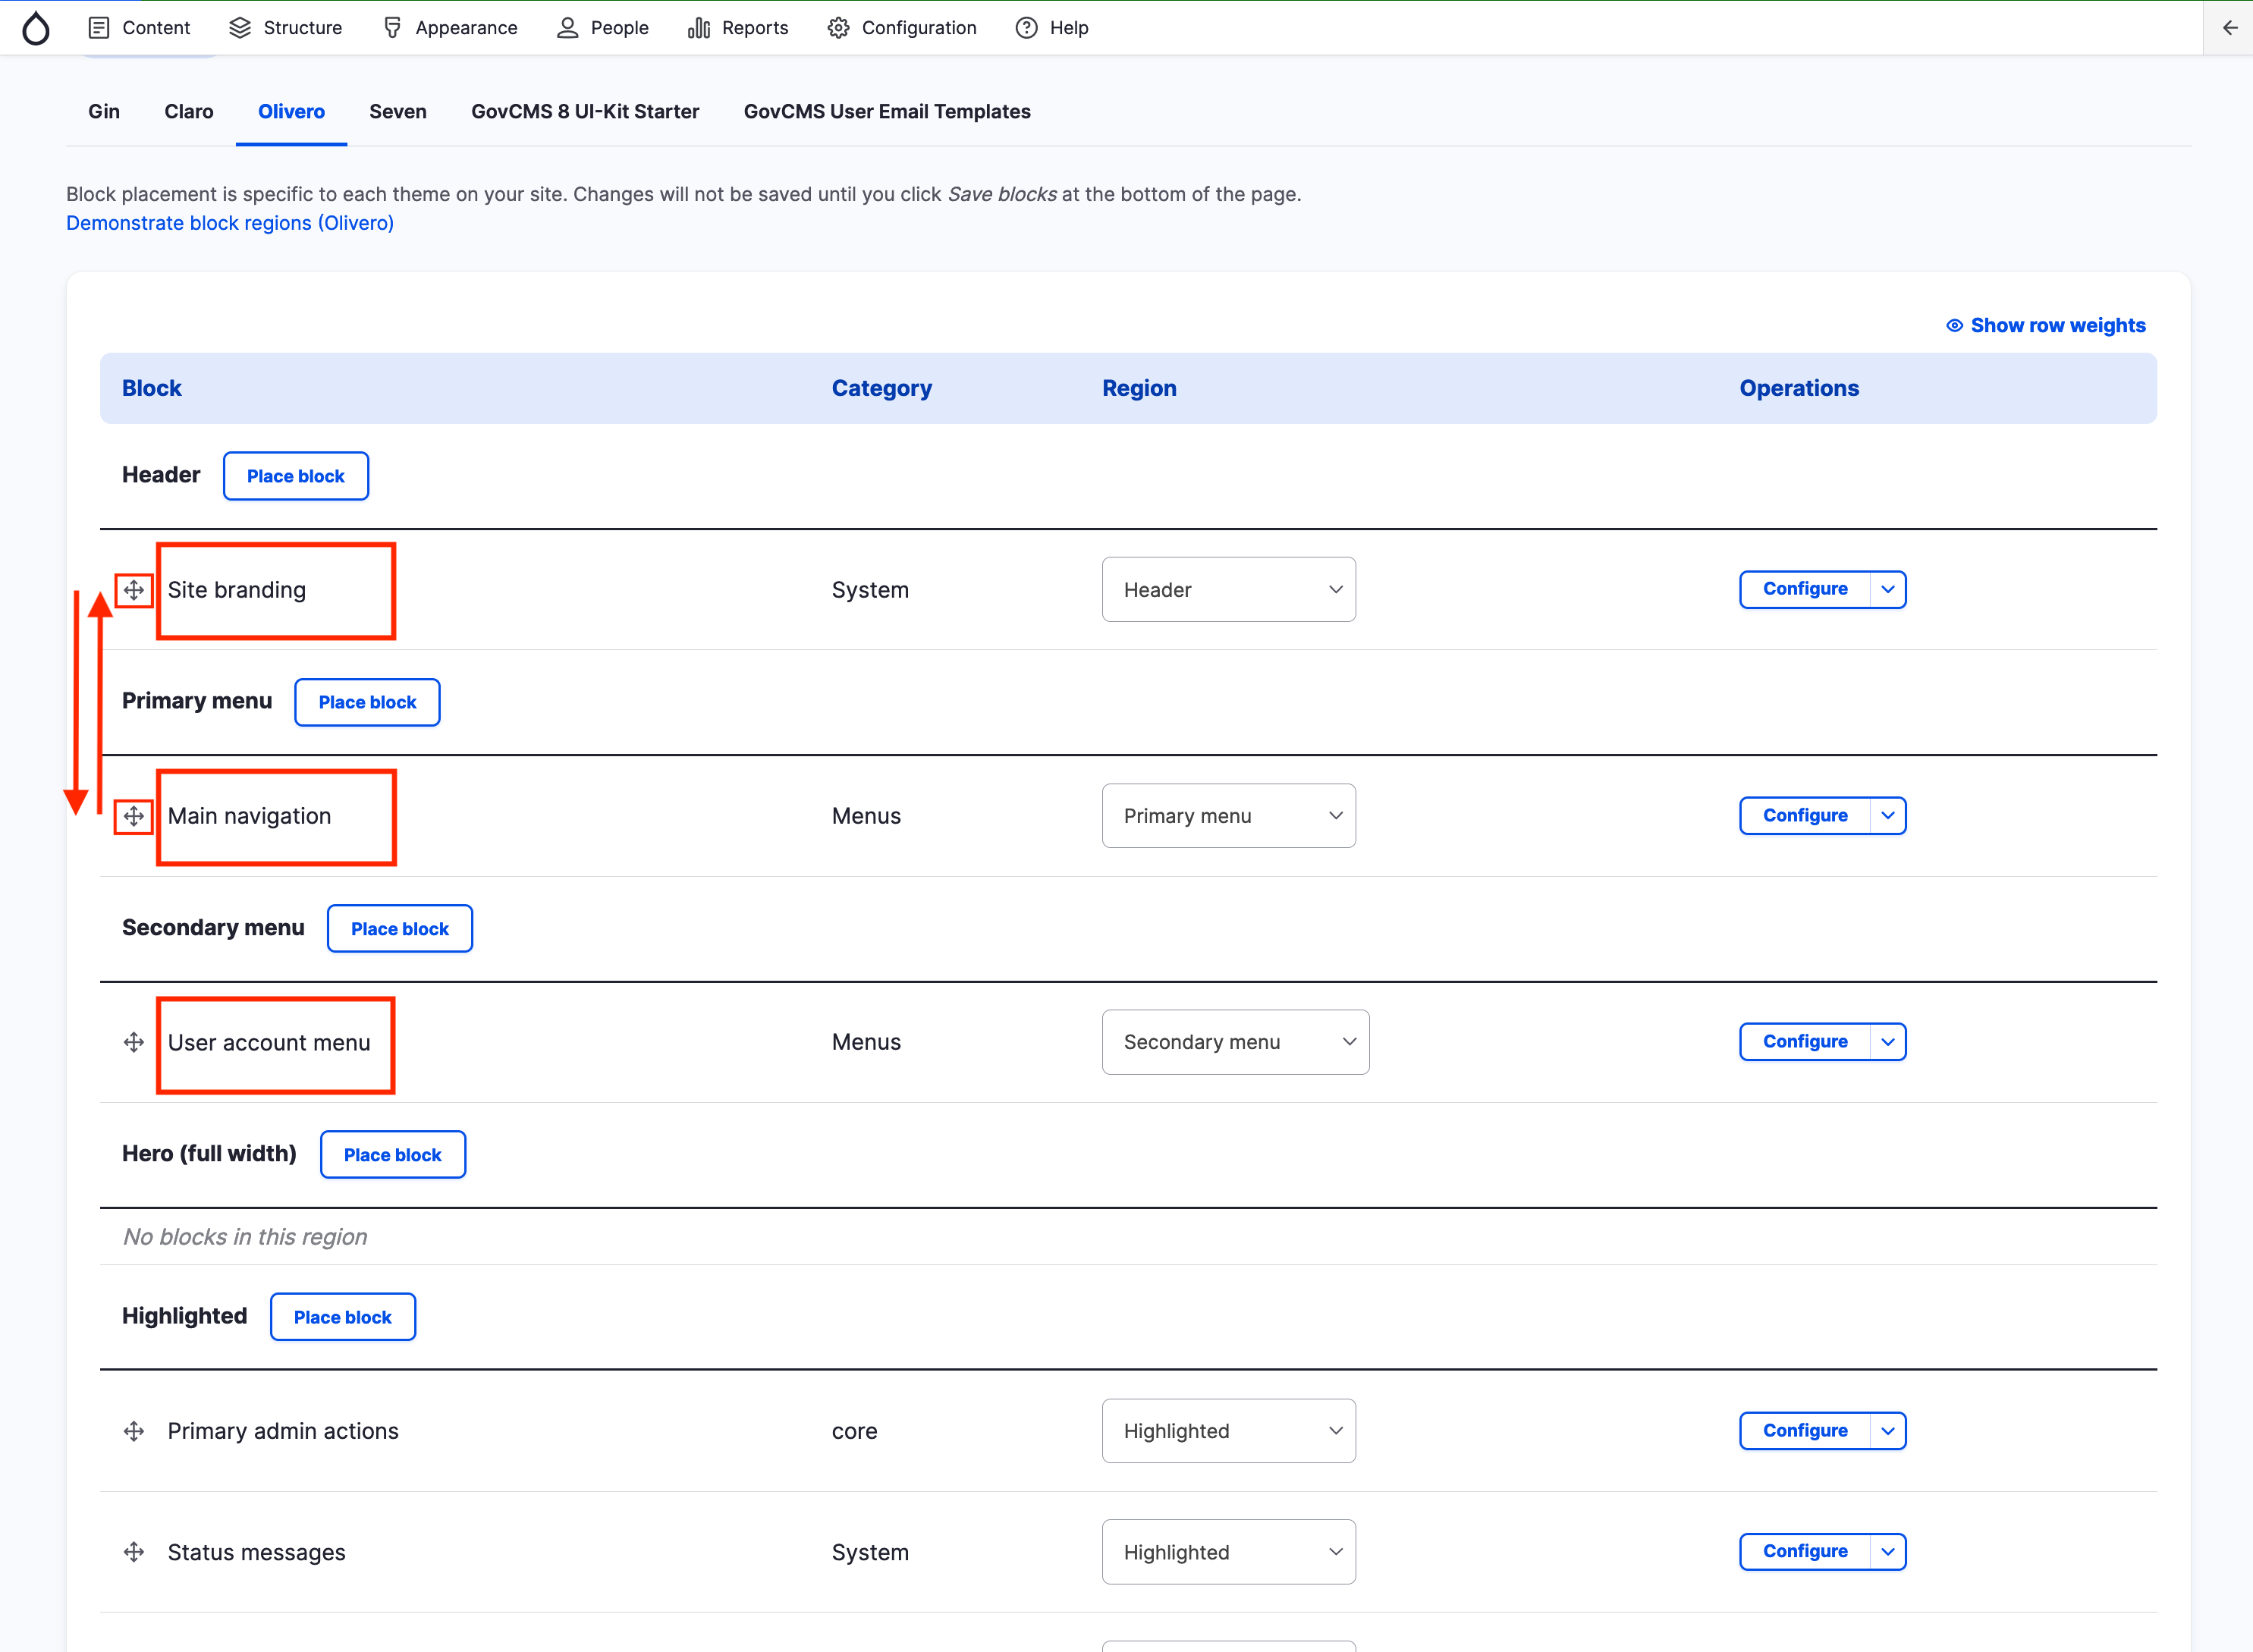 Content Structure Appearance People Reports Configuration Help
Gin Claro Olivero Seven GovCMS 8 UI-Kit Starter GovCMS User Email Templates
Block placement is specific to each theme on your site. Changes will not be saved until you click Save blocks at the bottom of the page.
Demonstrate block regions (Olivero)
Show row weights
Block Category Region Operations
Header Place block
Site branding System Header Configure
Primary menu Place block
Main navigation Menus Primary menu Configure
Secondary menu Place block
User account menu Menus Secondary menu Configure
Hero (full width) Place block
No blocks in this region
Highlighted Place block
Primary admin actions core Highlighted Configure
Status messages System Highlighted Configure